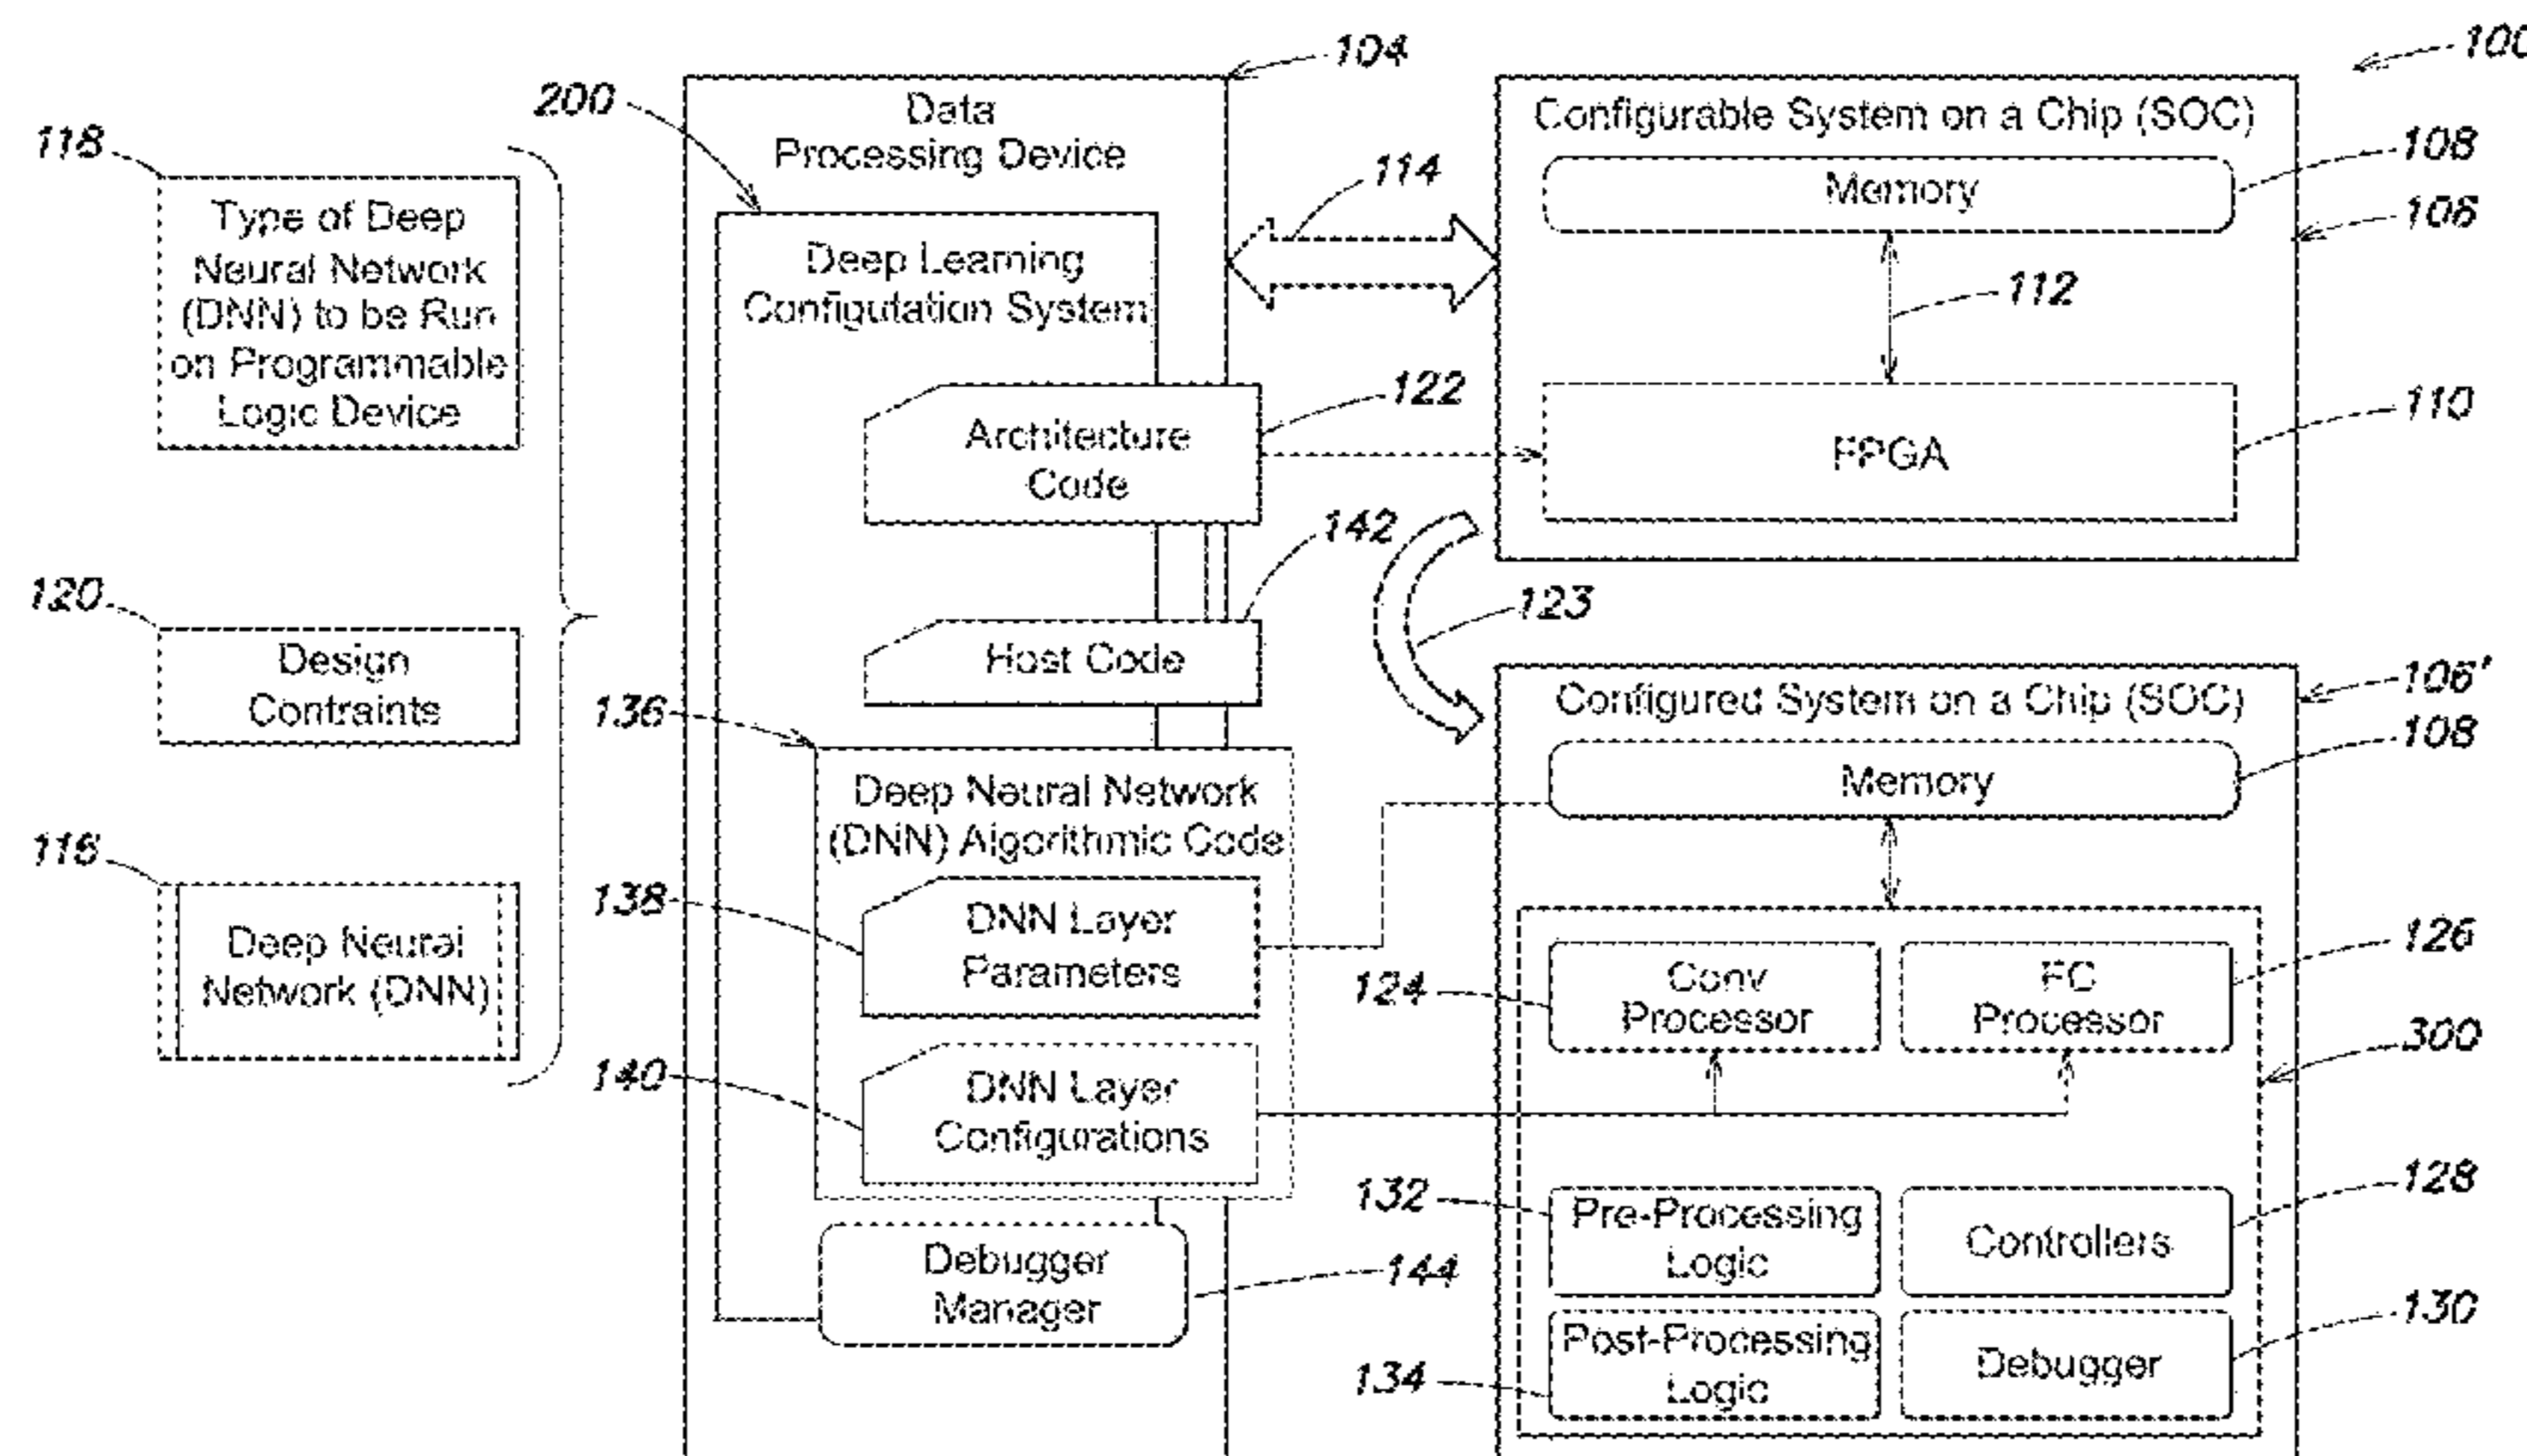 118
Type of Deep
Neural Network
(DNN) to be Run
on Programmable
Logic Device
120
Design
Contraints
116
Deep Neural
Network (DNN)
200
104
Data
Processing Device
Deep Learning
Configutation System
122
Architecture
Code
142
Host Code
136
Deep Neural Network
(DNN) Algorithmic Code
138
DNN Layer
Parameters
140
DNN Layer
Configurations
Debugger
Manager
144
114
123
100
Configurable System on a Chip (SOC)
Memory
108
106
112
FPGA
110
106'
Configured System on a Chip (SOC)
Memory
108
124
Conv
Processor
FC
Processor
126
300
132
Pre-Processing
Logic
Controllers
128
134
Post-Processing
Logic
Debugger
130